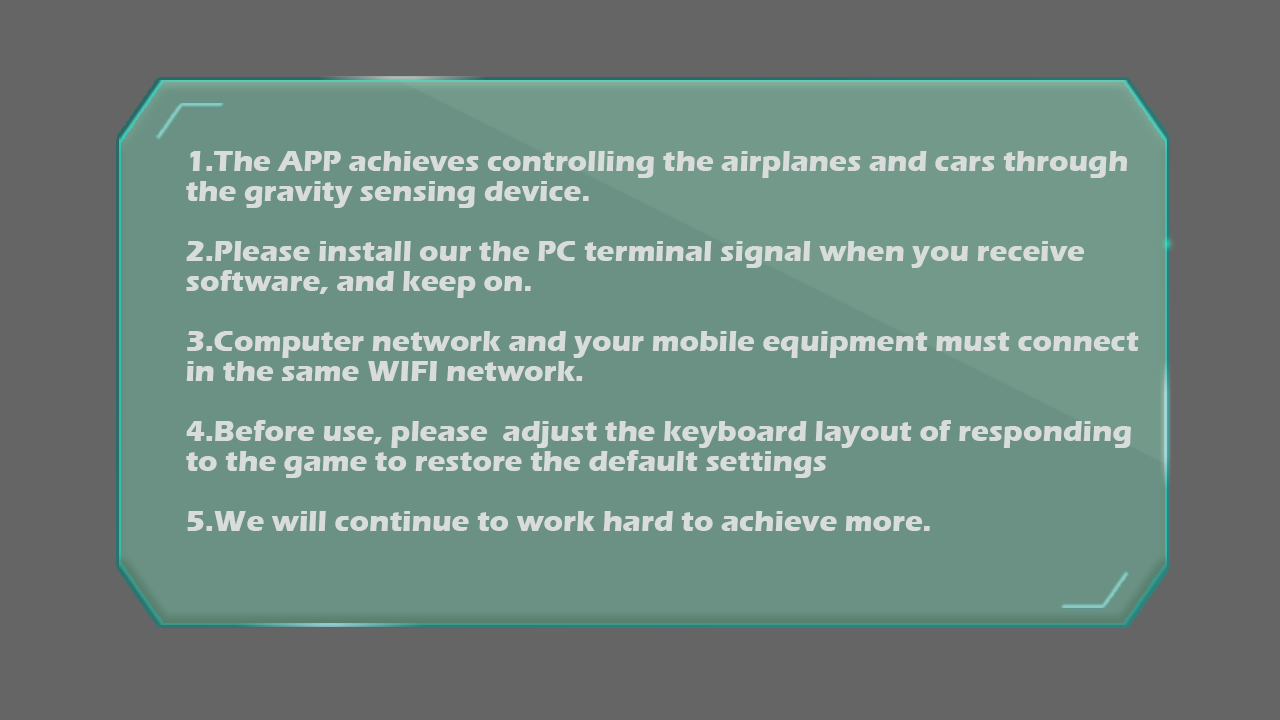 1.The APP achieves controlling the airplanes and cars through
the gravity sensing device.
2.Please install our the PC terminal signal when you receive
software, and keep on.
3.Computer network and your mobile equipment must connect
in the same WIFI network.
4.Before use, please  adjust the keyboard layout of responding
to the game to restore the default settings
5.We will continue to work hard to achieve more.